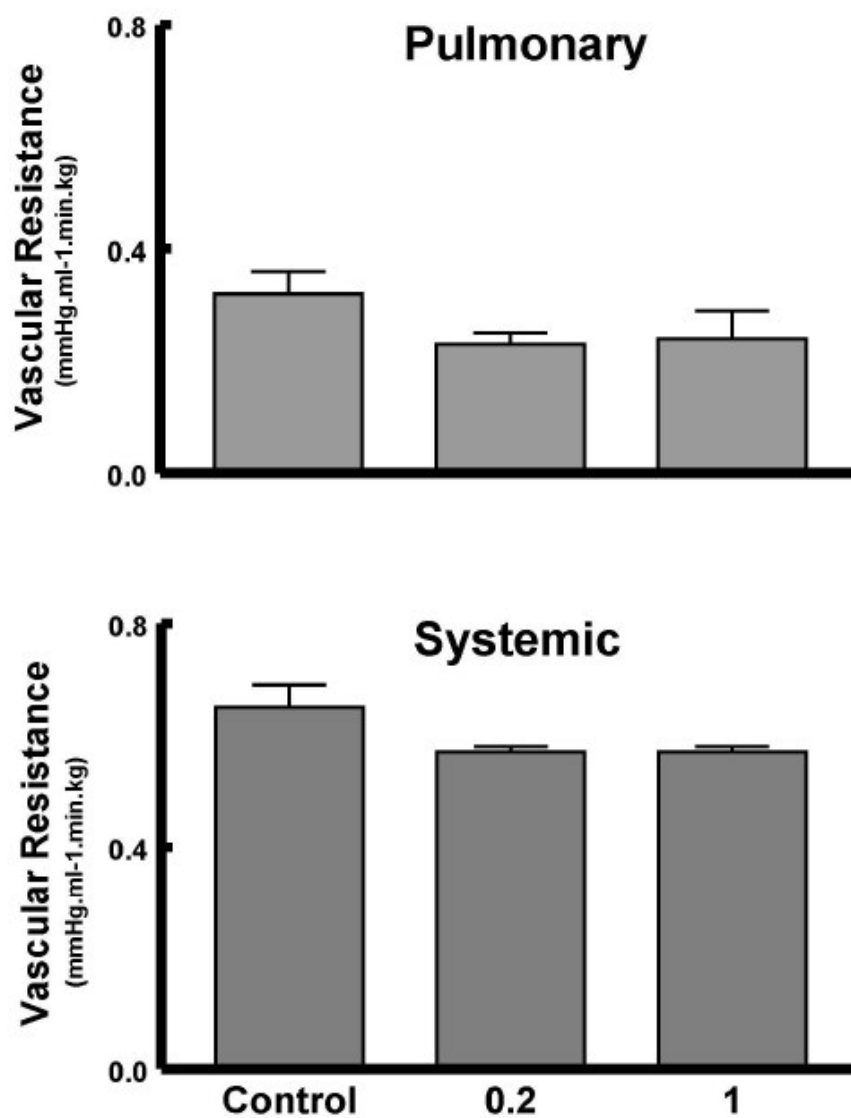 Pulmonary
Vascular Resistance
(mmHg.ml-1.min.kg)
0.8
0.4
0.0
Systemic
Vascular Resistance
(mmHg.ml-1.min.kg)
0.8
0.4
0.0
Control 0.2 1